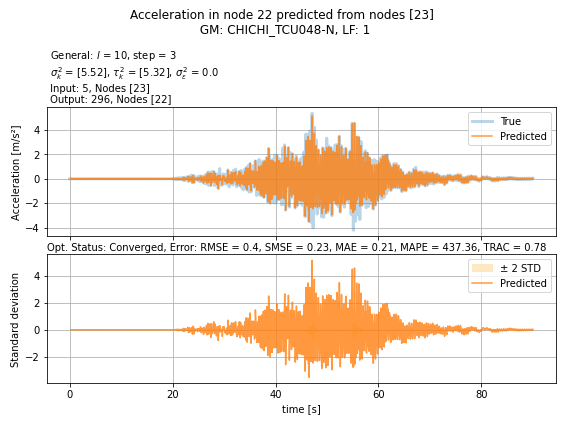 Acceleration in node 22 predicted from nodes [23]
GM: CHICHI_TCU048-N, LF: 1
General: l = 10, step = 3
σ²ₖ = [5.52], τ²ₖ = [5.32], σ²ε = 0.0
Input: 5, Nodes [23]
Output: 296, Nodes [22]
Acceleration [m/s²]
4
2
0
−2
−4
True
Predicted
Opt. Status: Converged, Error: RMSE = 0.4, SMSE = 0.23, MAE = 0.21, MAPE = 437.36, TRAC = 0.78
Standard deviation
4
2
0
−2
± 2 STD
Predicted
0 20 40 60 80
time [s]